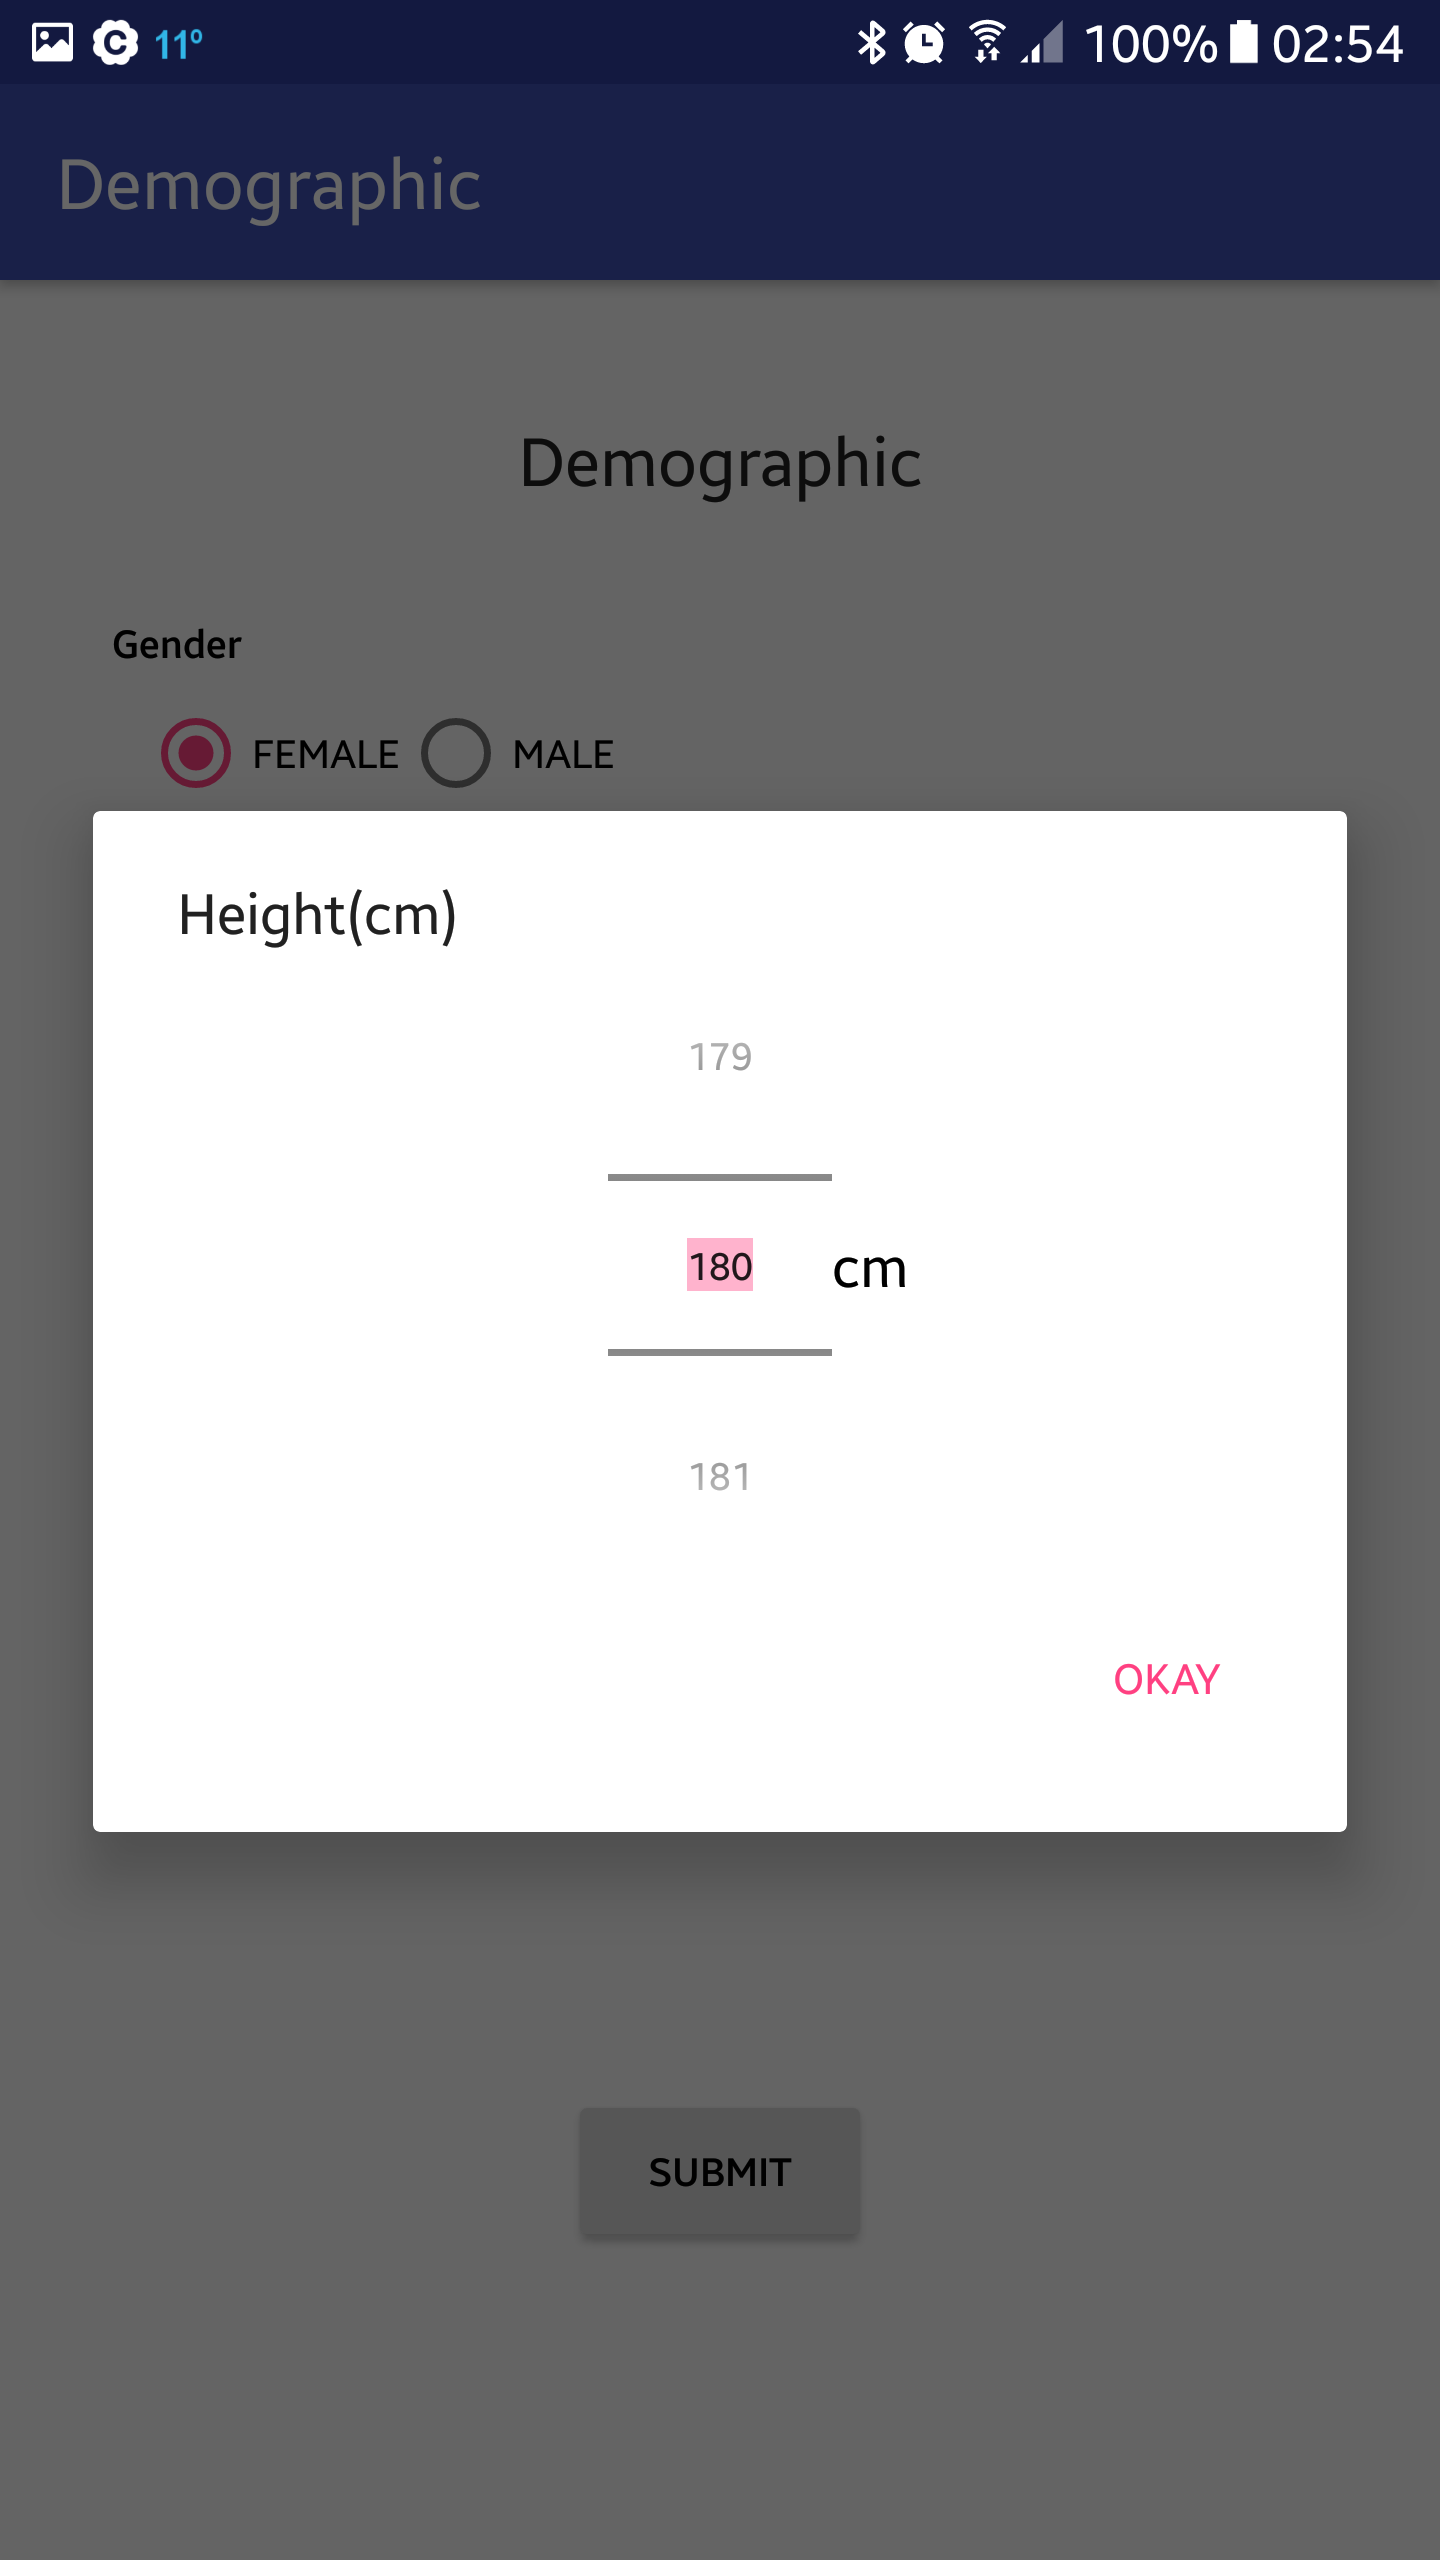 11° 100% 02:54
Demographic
Demographic
Gender
FEMALE MALE
Height(cm)
179
180 cm
181
OKAY
SUBMIT